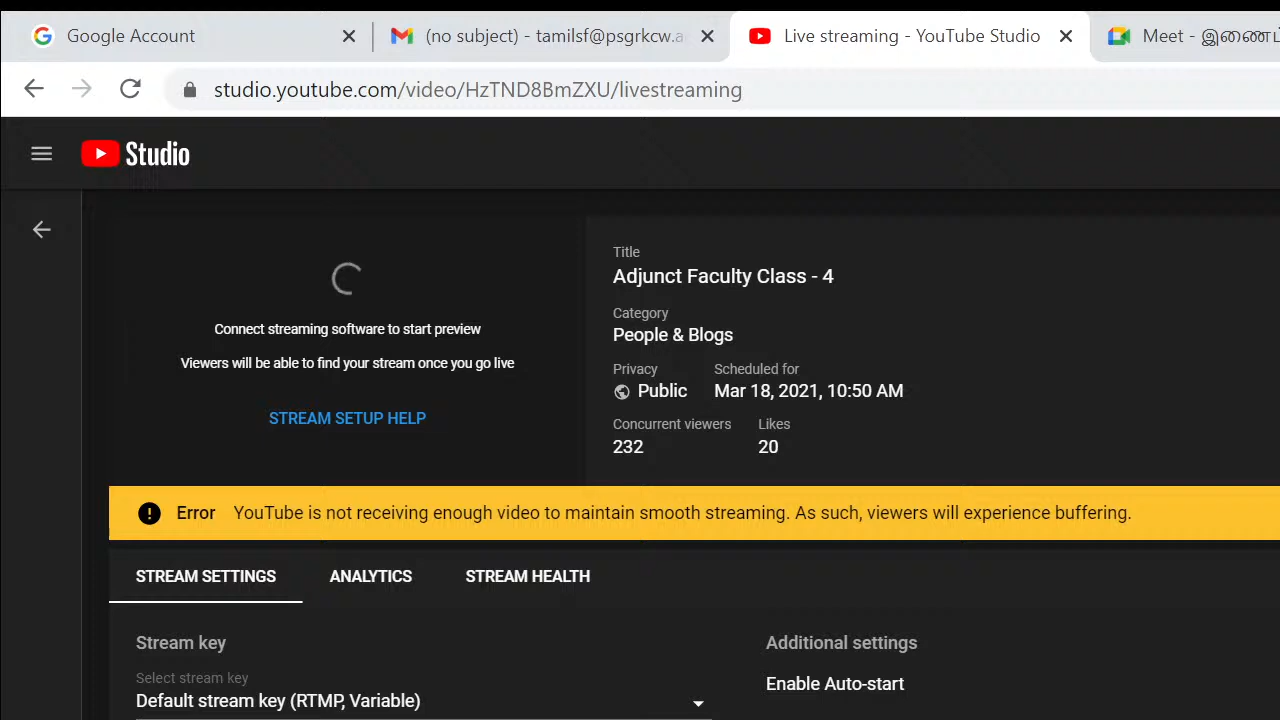 Google Account
(no subject) - tamilsf@psgrkcw.a
Live streaming - YouTube Studio
Meet -
studio.youtube.com/video/HzTND8BmZXU/livestreaming
Studio
Connect streaming software to start preview
Viewers will be able to find your stream once you go live
STREAM SETUP HELP
Title
Adjunct Faculty Class - 4
Category
People & Blogs
Privacy
Scheduled for
Public
Mar 18, 2021, 10:50 AM
Concurrent viewers
Likes
232
20
Error YouTube is not receiving enough video to maintain smooth streaming. As such, viewers will experience buffering.
STREAM SETTINGS
ANALYTICS
STREAM HEALTH
Stream key
Additional settings
Select stream key
Default stream key (RTMP, Variable)
Enable Auto-start